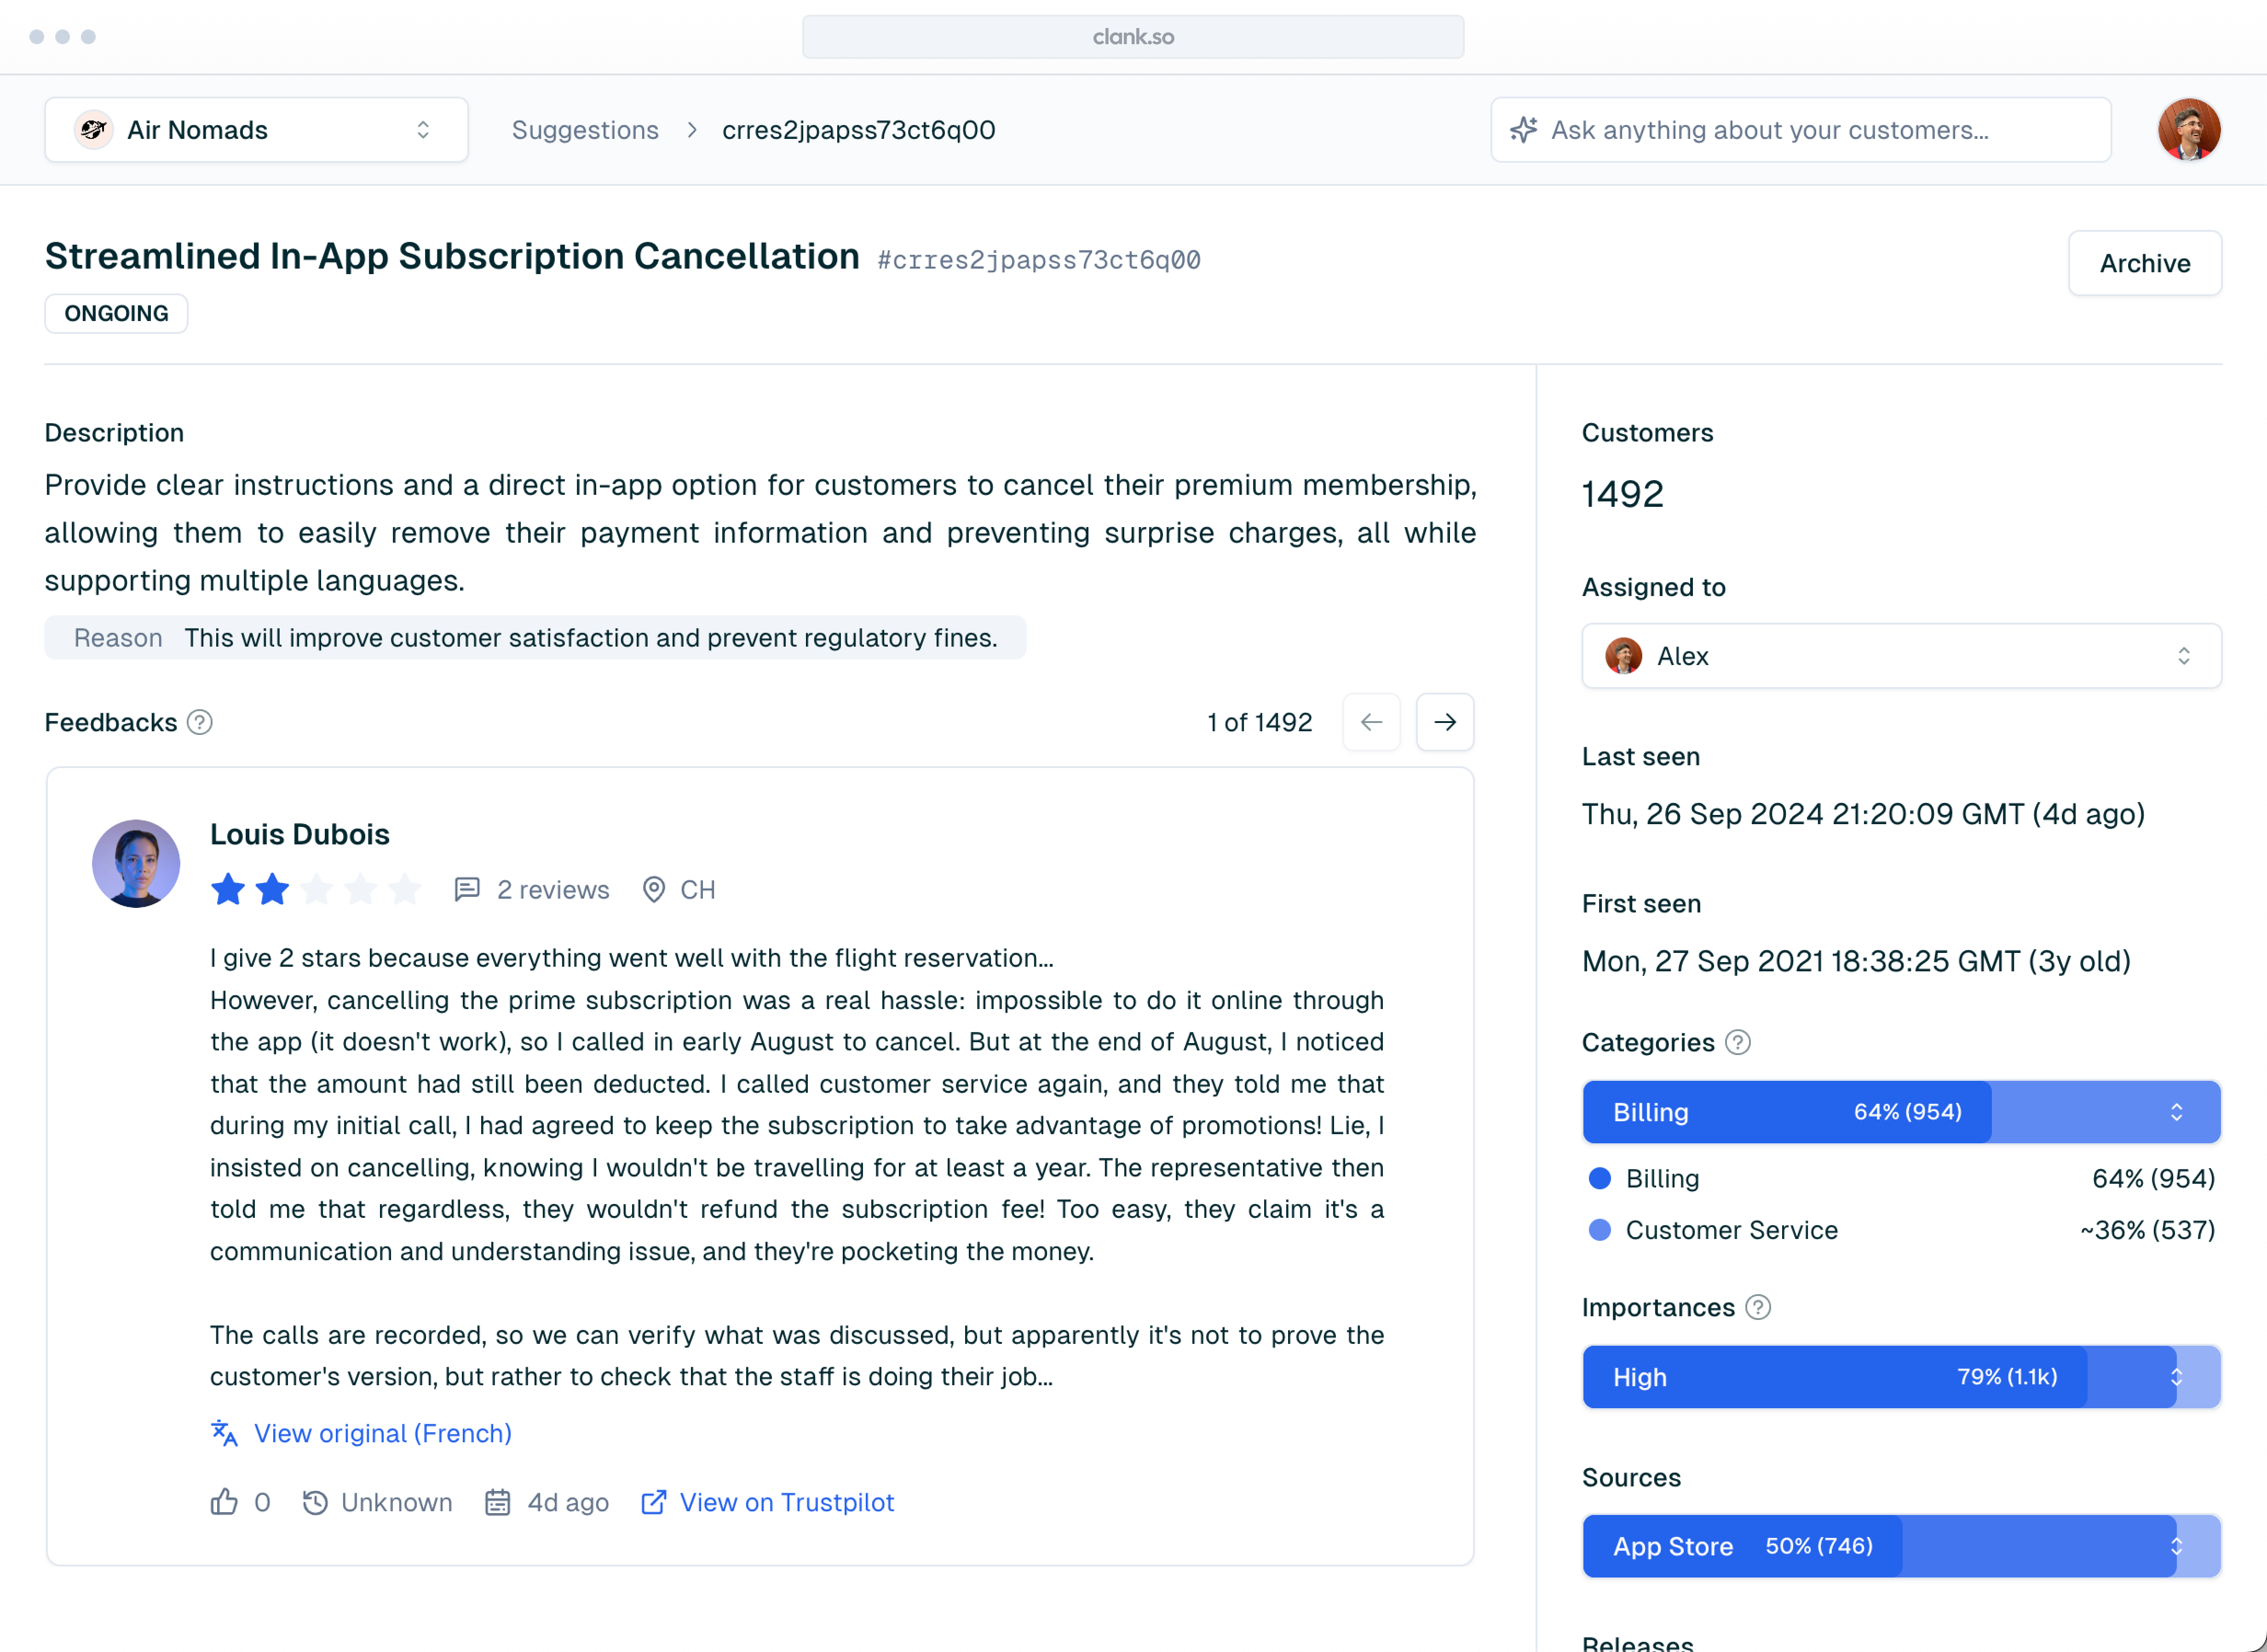 clank.so
Air Nomads
Suggestions > crres2jpapss73ct6q00
Ask anything about your customers...
Streamlined In-App Subscription Cancellation #crres2jpapss73ct6q00
Archive
ONGOING
Description
Provide clear instructions and a direct in-app option for customers to cancel their premium membership,
allowing them to easily remove their payment information and preventing surprise charges, all while
supporting multiple languages.
Reason This will improve customer satisfaction and prevent regulatory fines.
Feedbacks ?
1 of 1492
Louis Dubois
2 reviews CH
I give 2 stars because everything went well with the flight reservation...
However, cancelling the prime subscription was a real hassle: impossible to do it online through
the app (it doesn't work), so I called in early August to cancel. But at the end of August, I noticed
that the amount had still been deducted. I called customer service again, and they told me that
during my initial call, I had agreed to keep the subscription to take advantage of promotions! Lie, I
insisted on cancelling, knowing I wouldn't be travelling for at least a year. The representative then
told me that regardless, they wouldn't refund the subscription fee! Too easy, they claim it's a
communication and understanding issue, and they're pocketing the money.
The calls are recorded, so we can verify what was discussed, but apparently it's not to prove the
customer's version, but rather to check that the staff is doing their job...
View original (French)
0 Unknown 4d ago View on Trustpilot
Customers
1492
Assigned to
Alex
Last seen
Thu, 26 Sep 2024 21:20:09 GMT (4d ago)
First seen
Mon, 27 Sep 2021 18:38:25 GMT (3y old)
Categories ?
Billing 64% (954)
Billing 64% (954)
Customer Service ~36% (537)
Importances ?
High 79% (1.1k)
Sources
App Store 50% (746)
Releases